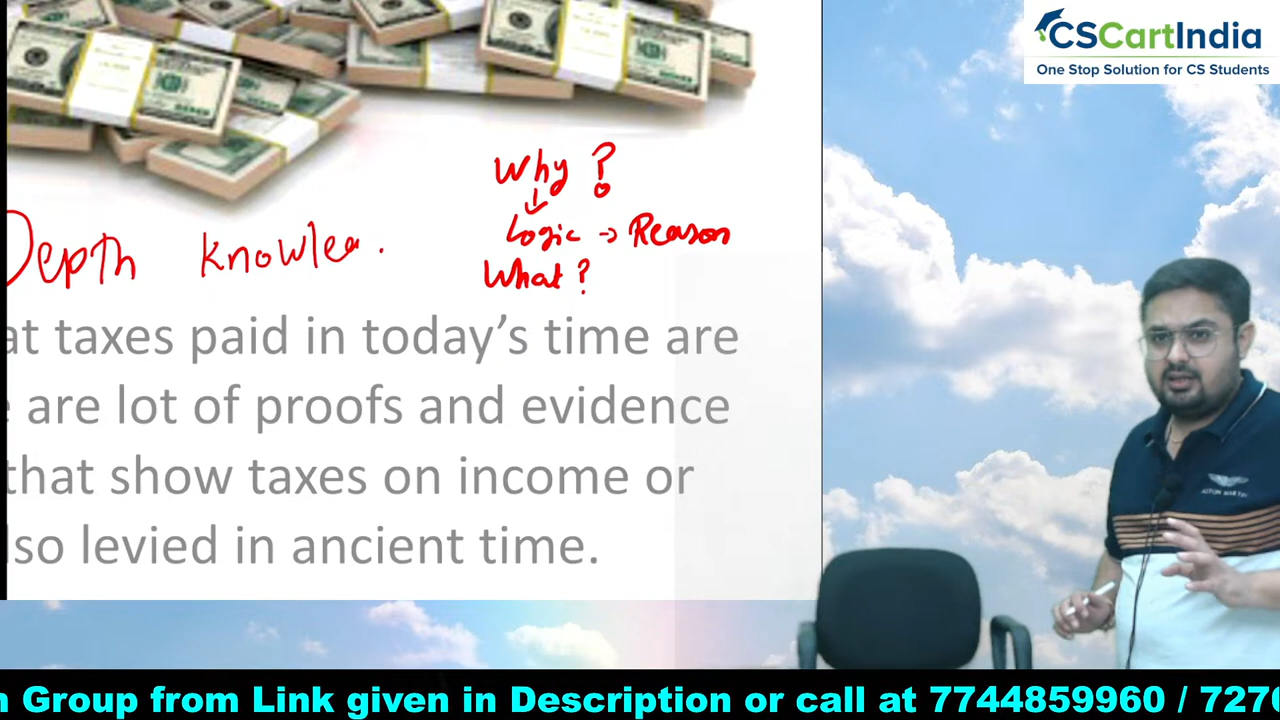 CSCartIndia
One Stop Solution for CS Students
Why ?
Logic → Reason
What ?
Depth Knowlea .
at taxes paid in today's time are
e are lot of proofs and evidence
that show taxes on income or
lso levied in ancient time.
ASTON MARTIN
n Group from Link given in Description or call at 7744859960 / 7270